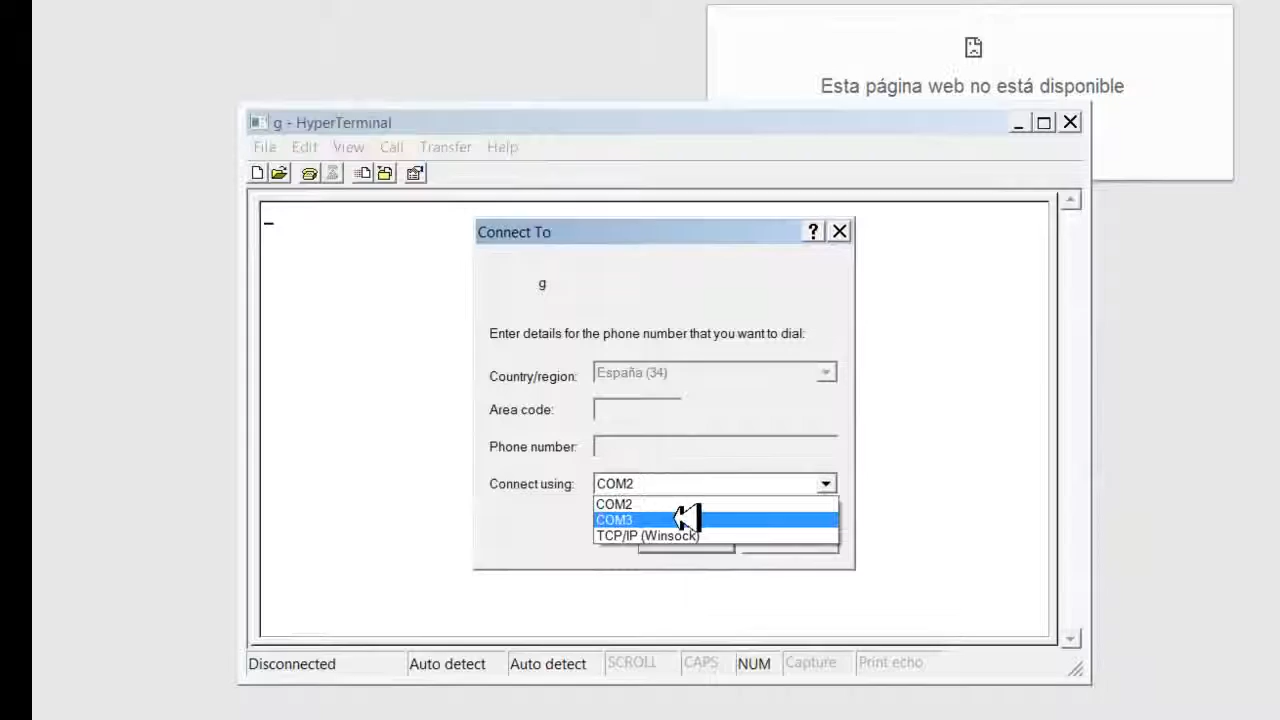 Esta página web no está disponible
g - HyperTerminal
File Edit View Call Transfer Help
Connect To
?
g
Enter details for the phone number that you want to dial:
Country/region: España (34)
Area code:
Phone number:
Connect using: COM2
COM2
COM3
TCP/IP (Winsock)
Disconnected Auto detect Auto detect SCROLL CAPS NUM Capture Print echo